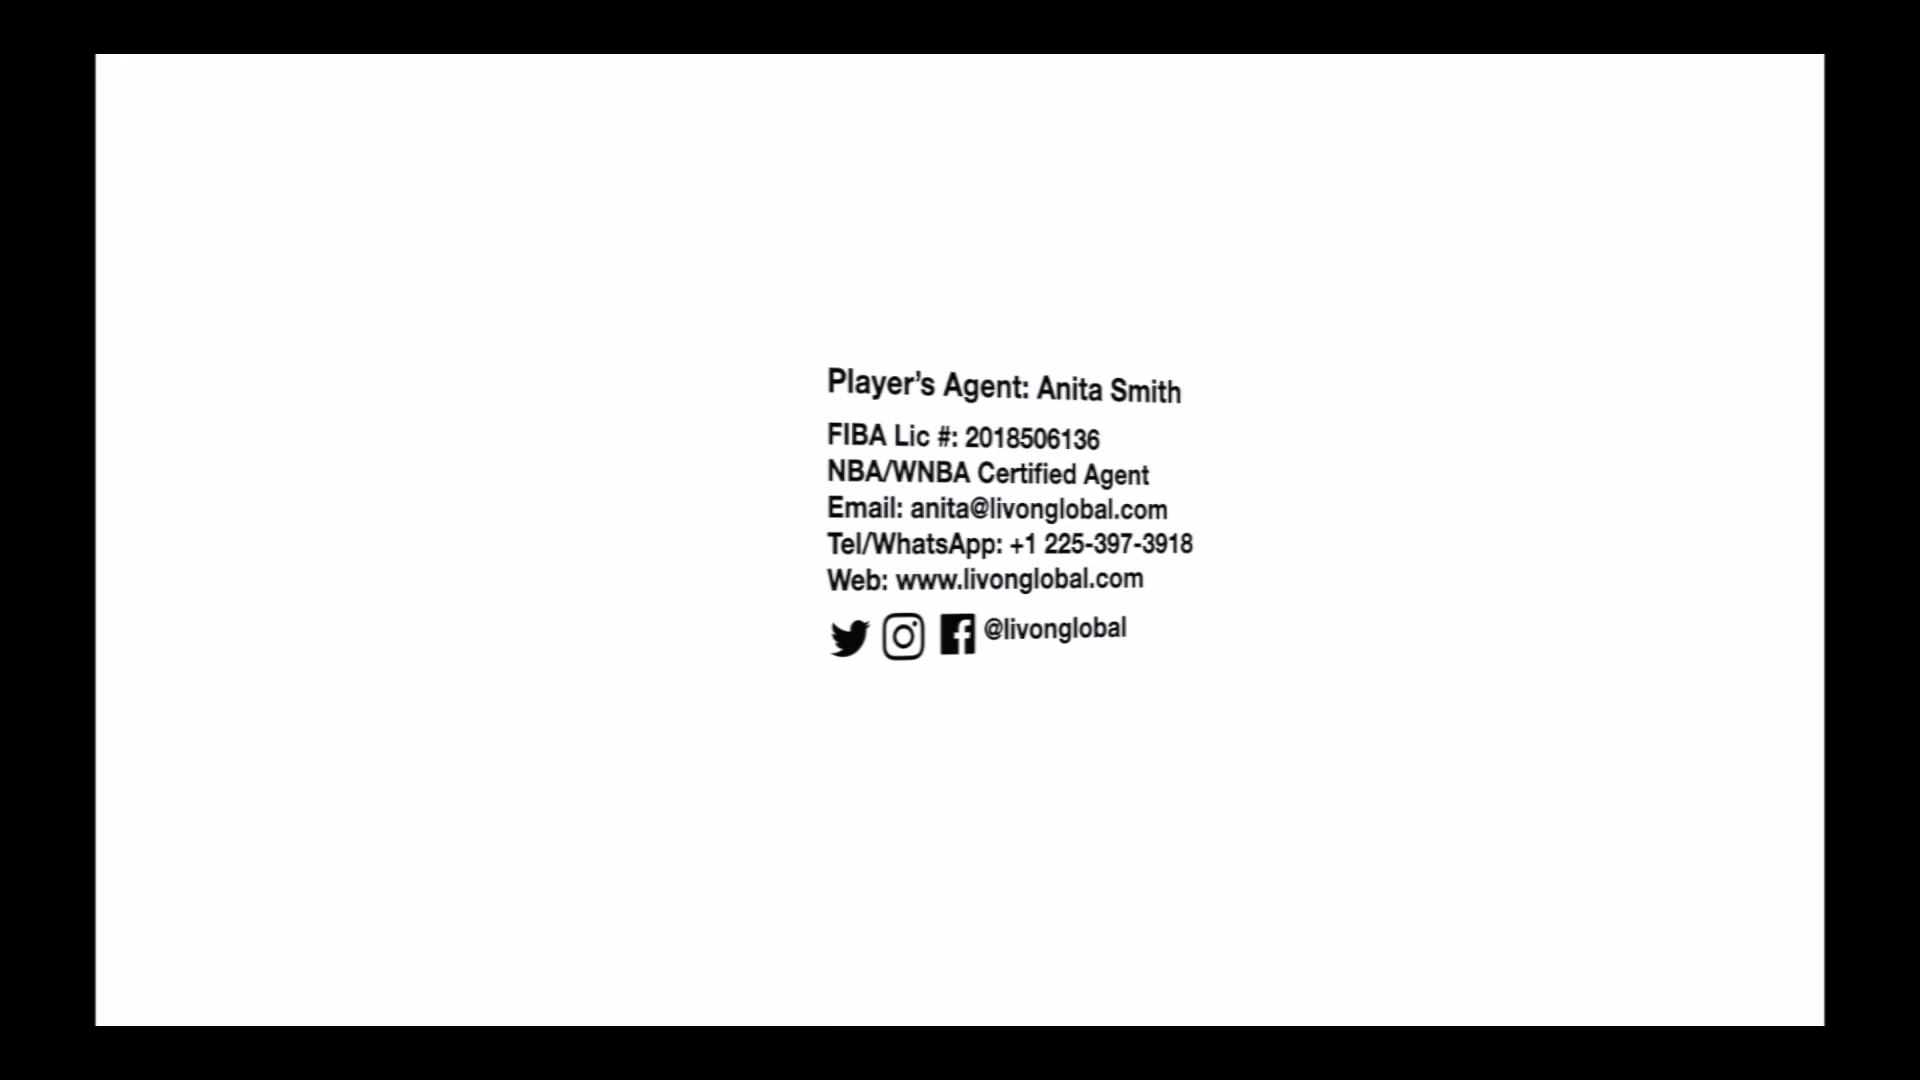 Player’s Agent: Anita Smith
FIBA Lic #: 2018506136
NBA/WNBA Certified Agent
Email: anita@livonglobal.com
Tel/WhatsApp: +1 225-397-3918
Web: www.livonglobal.com
@livonglobal